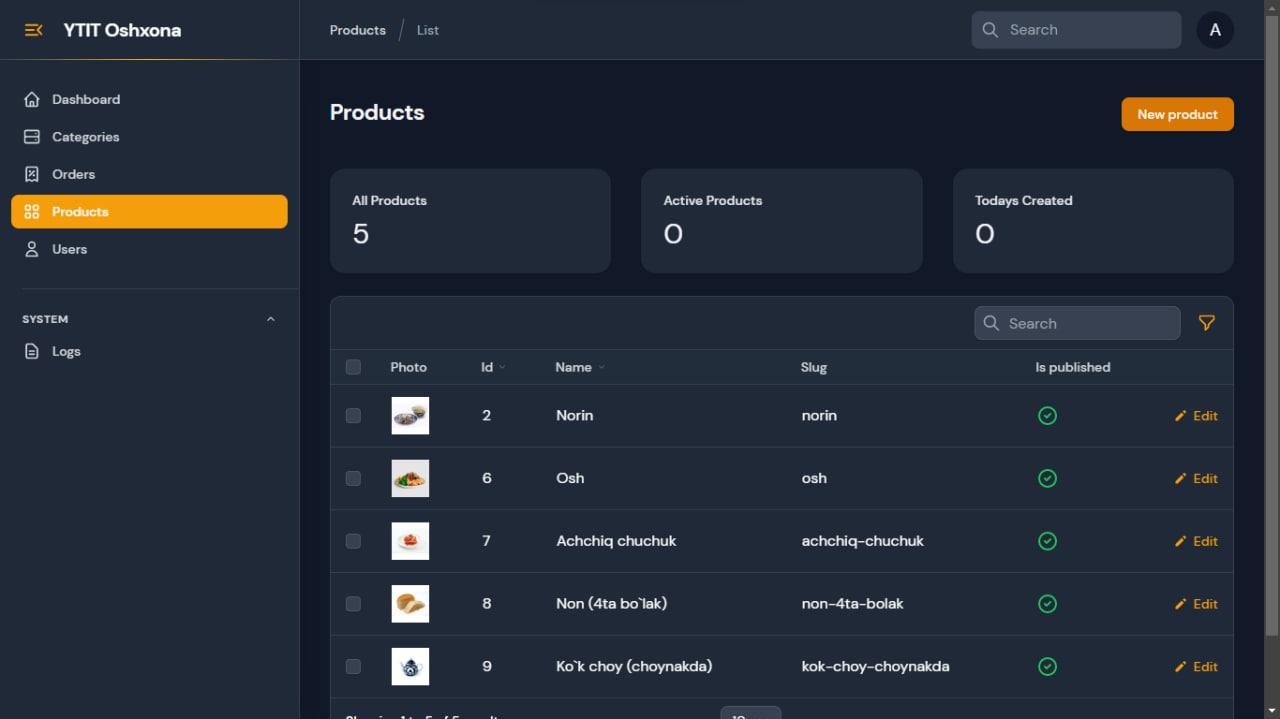 YTIT Oshxona
Products / List
Search
A
Dashboard
Categories
Orders
Products
Users
SYSTEM
Logs
Products
New product
All Products
5
Active Products
0
Todays Created
0
Search
Photo Id Name Slug Is published
2 Norin norin Edit
6 Osh osh Edit
7 Achchiq chuchuk achchiq-chuchuk Edit
8 Non (4ta bo`lak) non-4ta-bolak Edit
9 Ko`k choy (choynakda) kok-choy-choynakda Edit